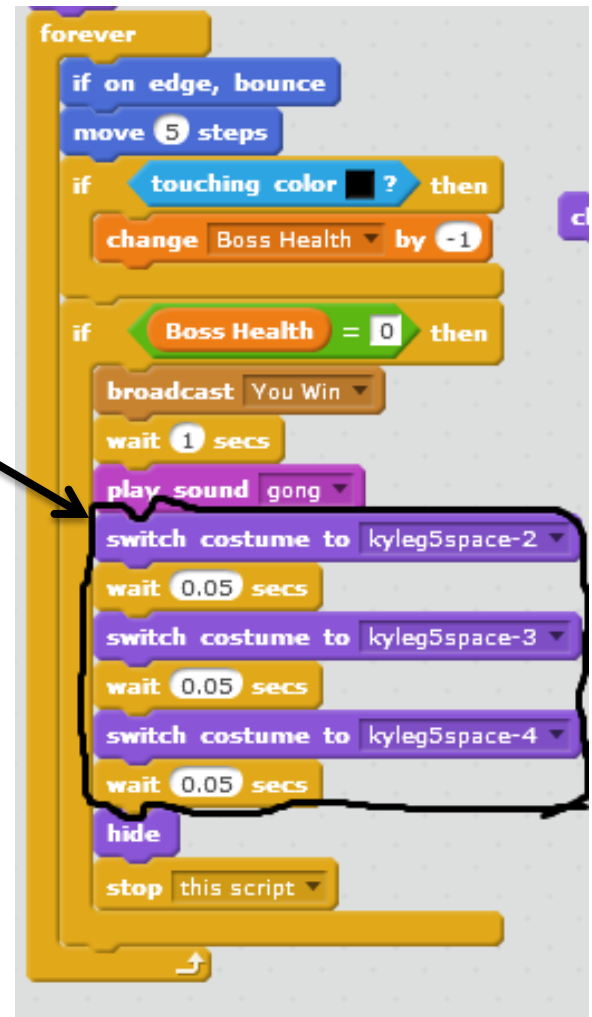 forever
if on edge, bounce
move 5 steps
if touching color ? then
change Boss Health by -1
if Boss Health = 0 then
broadcast You Win
wait 1 secs
play sound gong
switch costume to kyleg5space-2
wait 0.05 secs
switch costume to kyleg5space-3
wait 0.05 secs
switch costume to kyleg5space-4
wait 0.05 secs
hide
stop this script